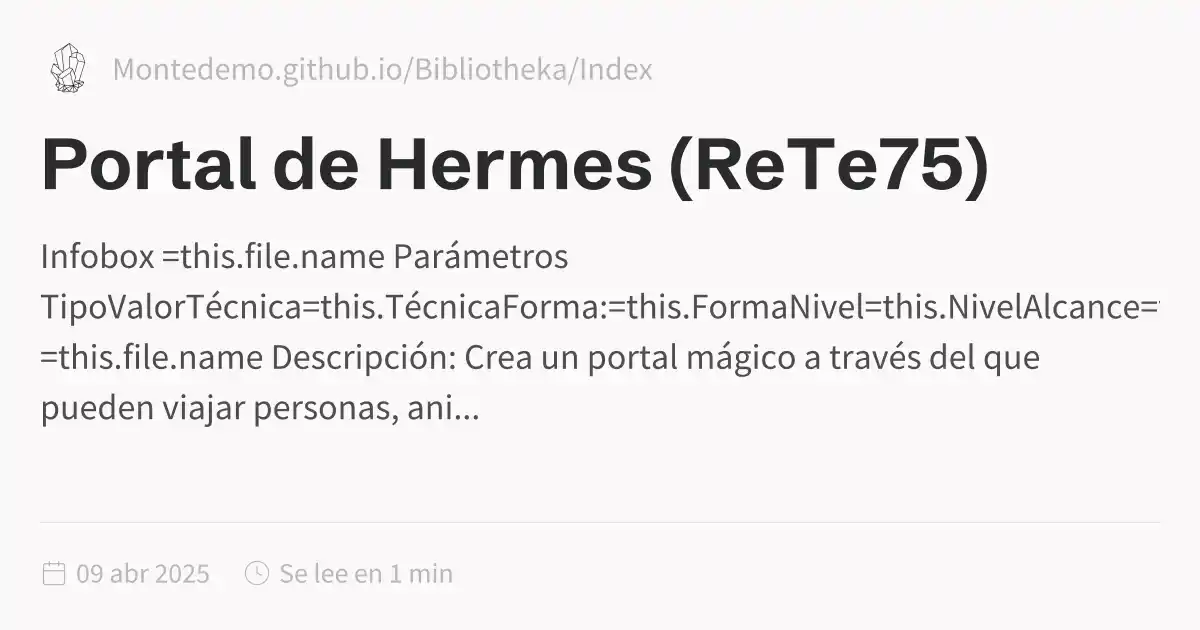 Montedemo.github.io/Bibliotheka/Index
Portal de Hermes (ReTe75)
Infobox =this.file.name Parámetros
TipoValorTécnica=this.TécnicaForma:=this.FormaNivel=this.NivelAlcance=
=this.file.name Descripción: Crea un portal mágico a través del que
pueden viajar personas, ani...
09 abr 2025 Se lee en 1 min